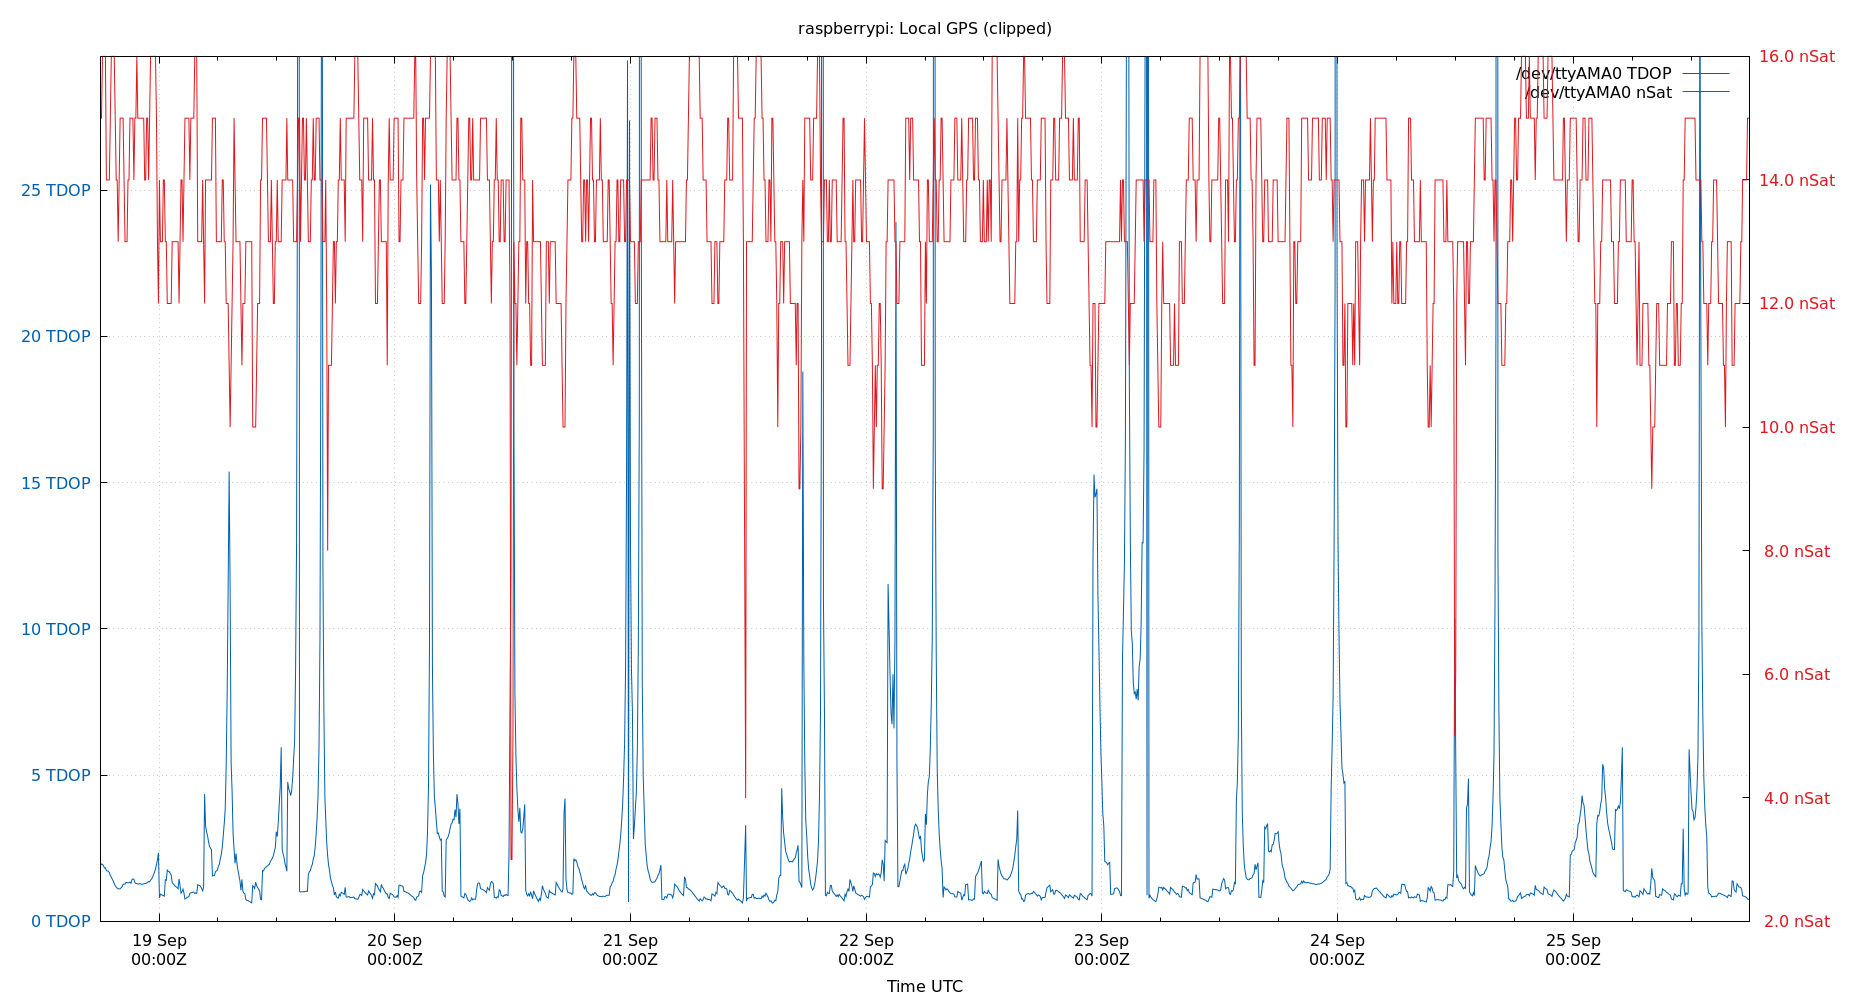 raspberrypi: Local GPS (clipped)
16.0 nSat
/dev/ttyAMA0 TDOP
/dev/ttyAMA0 nSat
25 TDOP
14.0 nSat
20 TDOP
12.0 nSat
15 TDOP
10.0 nSat
10 TDOP
8.0 nSat
5 TDOP
6.0 nSat
0 TDOP
4.0 nSat
2.0 nSat
19 Sep
00:00Z
20 Sep
00:00Z
21 Sep
00:00Z
22 Sep
00:00Z
23 Sep
00:00Z
24 Sep
00:00Z
25 Sep
00:00Z
Time UTC